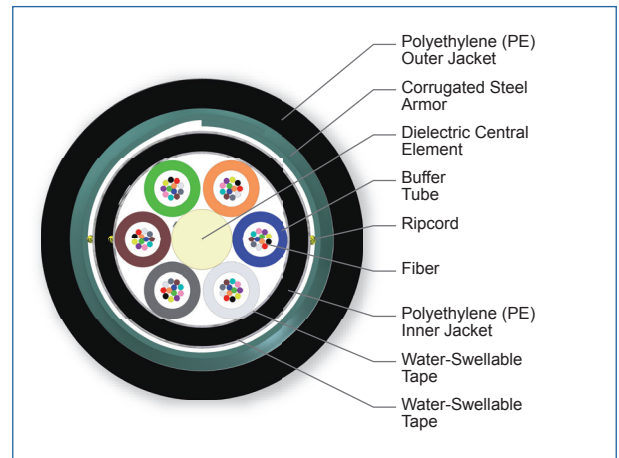 Polyethylene (PE)
Outer Jacket
Corrugated Steel
Armor
Dielectric Central
Element
Buffer
Tube
Ripcord
Fiber
Polyethylene (PE)
Inner Jacket
Water-Swellable
Tape
Water-Swellable
Tape